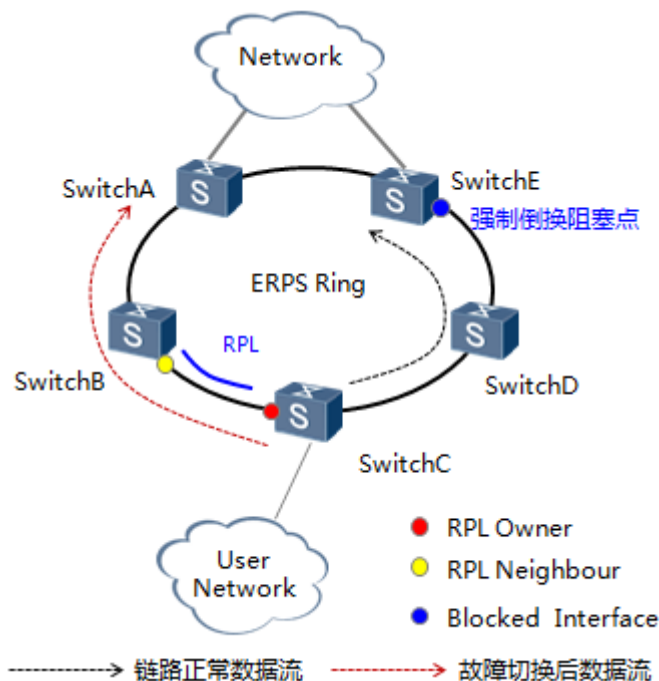 Network
SwitchA
SwitchE
强制倒换阻塞点
S
S
ERPS Ring
S
RPL
S
SwitchB
S
SwitchD
SwitchC
RPL Owner
User
Network
RPL Neighbour
Blocked Interface
链路正常数据流
故障切换后数据流